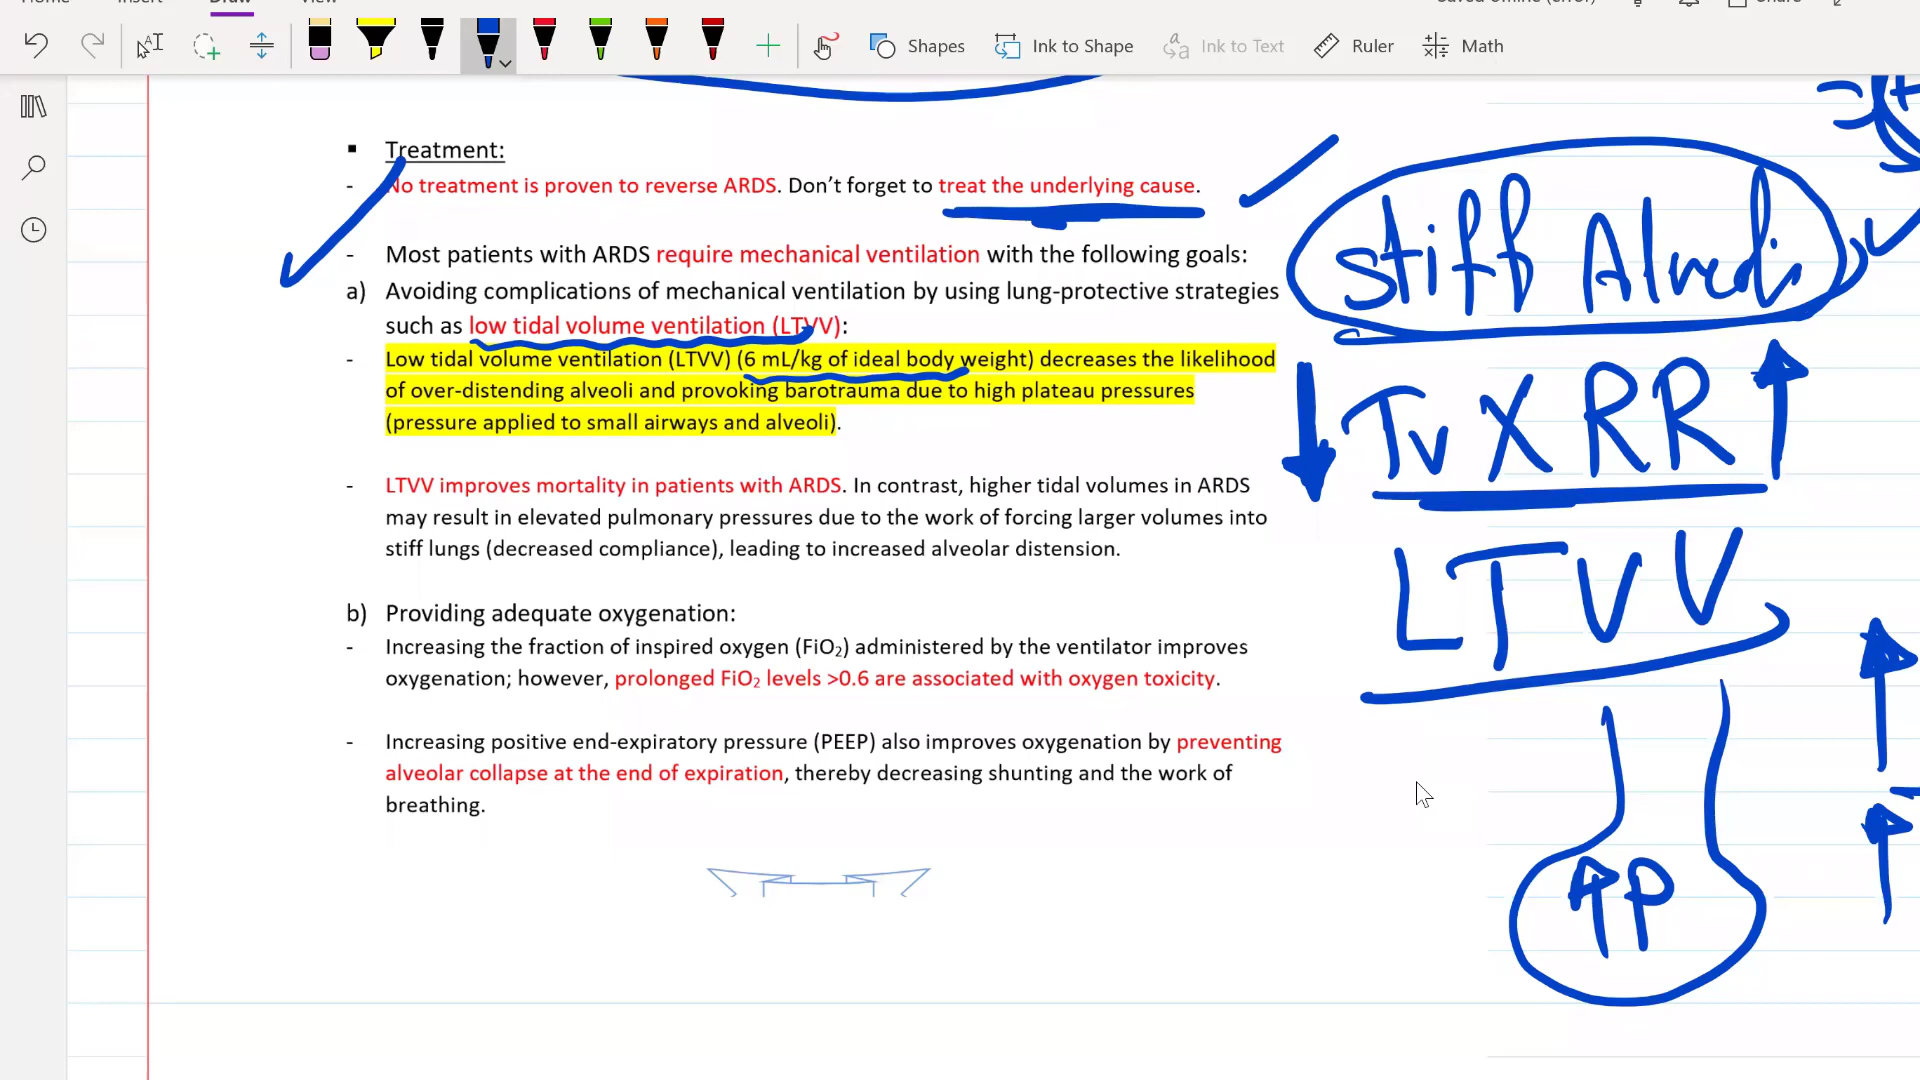 Home Insert Draw View Saved online (error) Share
Shapes Ink to Shape Ink to Text Ruler Math
▪ Treatment:
- No treatment is proven to reverse ARDS. Don’t forget to treat the underlying cause.
- Most patients with ARDS require mechanical ventilation with the following goals:
a) Avoiding complications of mechanical ventilation by using lung-protective strategies
such as low tidal volume ventilation (LTVV):
- Low tidal volume ventilation (LTVV) (6 mL/kg of ideal body weight) decreases the likelihood
of over-distending alveoli and provoking barotrauma due to high plateau pressures
(pressure applied to small airways and alveoli).
- LTVV improves mortality in patients with ARDS. In contrast, higher tidal volumes in ARDS
may result in elevated pulmonary pressures due to the work of forcing larger volumes into
stiff lungs (decreased compliance), leading to increased alveolar distension.
b) Providing adequate oxygenation:
- Increasing the fraction of inspired oxygen (FiO₂) administered by the ventilator improves
oxygenation; however, prolonged FiO₂ levels >0.6 are associated with oxygen toxicity.
- Increasing positive end-expiratory pressure (PEEP) also improves oxygenation by preventing
alveolar collapse at the end of expiration, thereby decreasing shunting and the work of
breathing.
stiff Alveoli
↓ Tv X RR ↑
LTVV
↑P